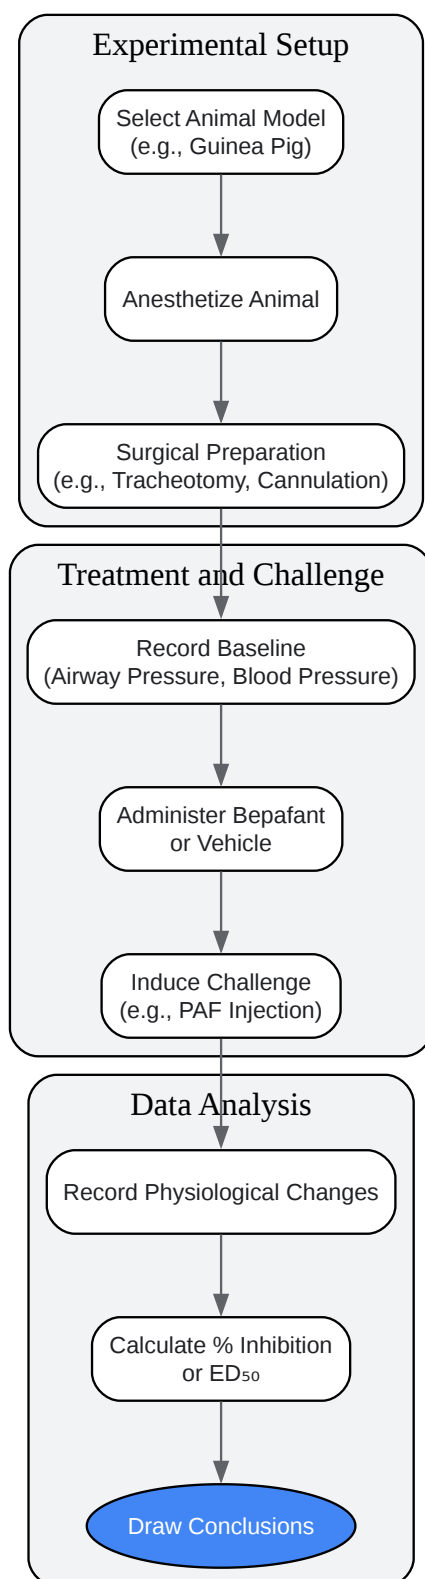 Experimental Setup
Select Animal Model
(e.g., Guinea Pig)
Anesthetize Animal
Surgical Preparation
(e.g., Tracheotomy, Cannulation)
Treatment and Challenge
Record Baseline
(Airway Pressure, Blood Pressure)
Administer Bepafant
or Vehicle
Induce Challenge
(e.g., PAF Injection)
Data Analysis
Record Physiological Changes
Calculate % Inhibition
or ED₅₀
Draw Conclusions